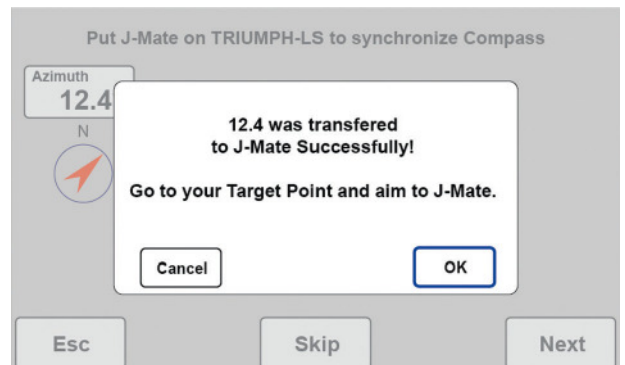 Put J-Mate on TRIUMPH-LS to synchronize Compass
Azimuth
12.4
N
12.4 was transfered
to J-Mate Successfully!
Go to your Target Point and aim to J-Mate.
Cancel
OK
Esc
Skip
Next